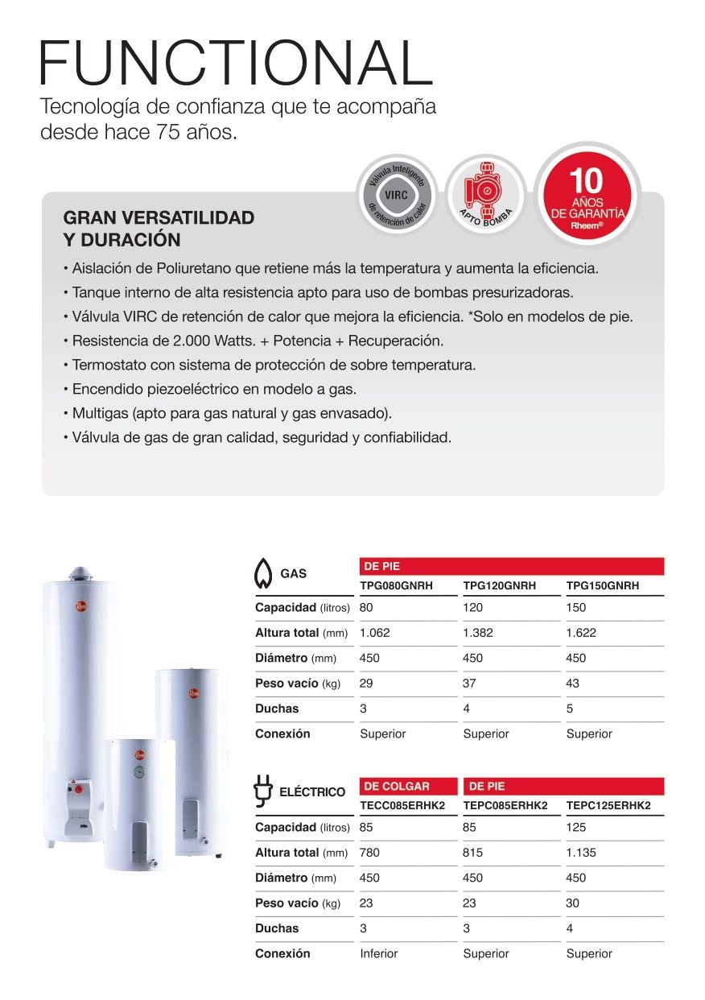 FUNCTIONAL
Tecnología de confianza que te acompaña
desde hace 75 años.
Válvula Inteligente
VIRC
de retención de calor
APTO BOMBA
10
AÑOS
DE GARANTÍA
Rheem®
GRAN VERSATILIDAD
Y DURACIÓN
• Aislación de Poliuretano que retiene más la temperatura y aumenta la eficiencia.
• Tanque interno de alta resistencia apto para uso de bombas presurizadoras.
• Válvula VIRC de retención de calor que mejora la eficiencia. *Solo en modelos de pie.
• Resistencia de 2.000 Watts. + Potencia + Recuperación.
• Termostato con sistema de protección de sobre temperatura.
• Encendido piezoeléctrico en modelo a gas.
• Multigas (apto para gas natural y gas envasado).
• Válvula de gas de gran calidad, seguridad y confiabilidad.
GAS DE PIE
TPG080GNRH TPG120GNRH TPG150GNRH
Capacidad (litros) 80 120 150
Altura total (mm) 1.062 1.382 1.622
Diámetro (mm) 450 450 450
Peso vacío (kg) 29 37 43
Duchas 3 4 5
Conexión Superior Superior Superior
ELÉCTRICO DE COLGAR DE PIE
TECC085ERHK2 TEPC085ERHK2 TEPC125ERHK2
Capacidad (litros) 85 85 125
Altura total (mm) 780 815 1.135
Diámetro (mm) 450 450 450
Peso vacío (kg) 23 23 30
Duchas 3 3 4
Conexión Inferior Superior Superior